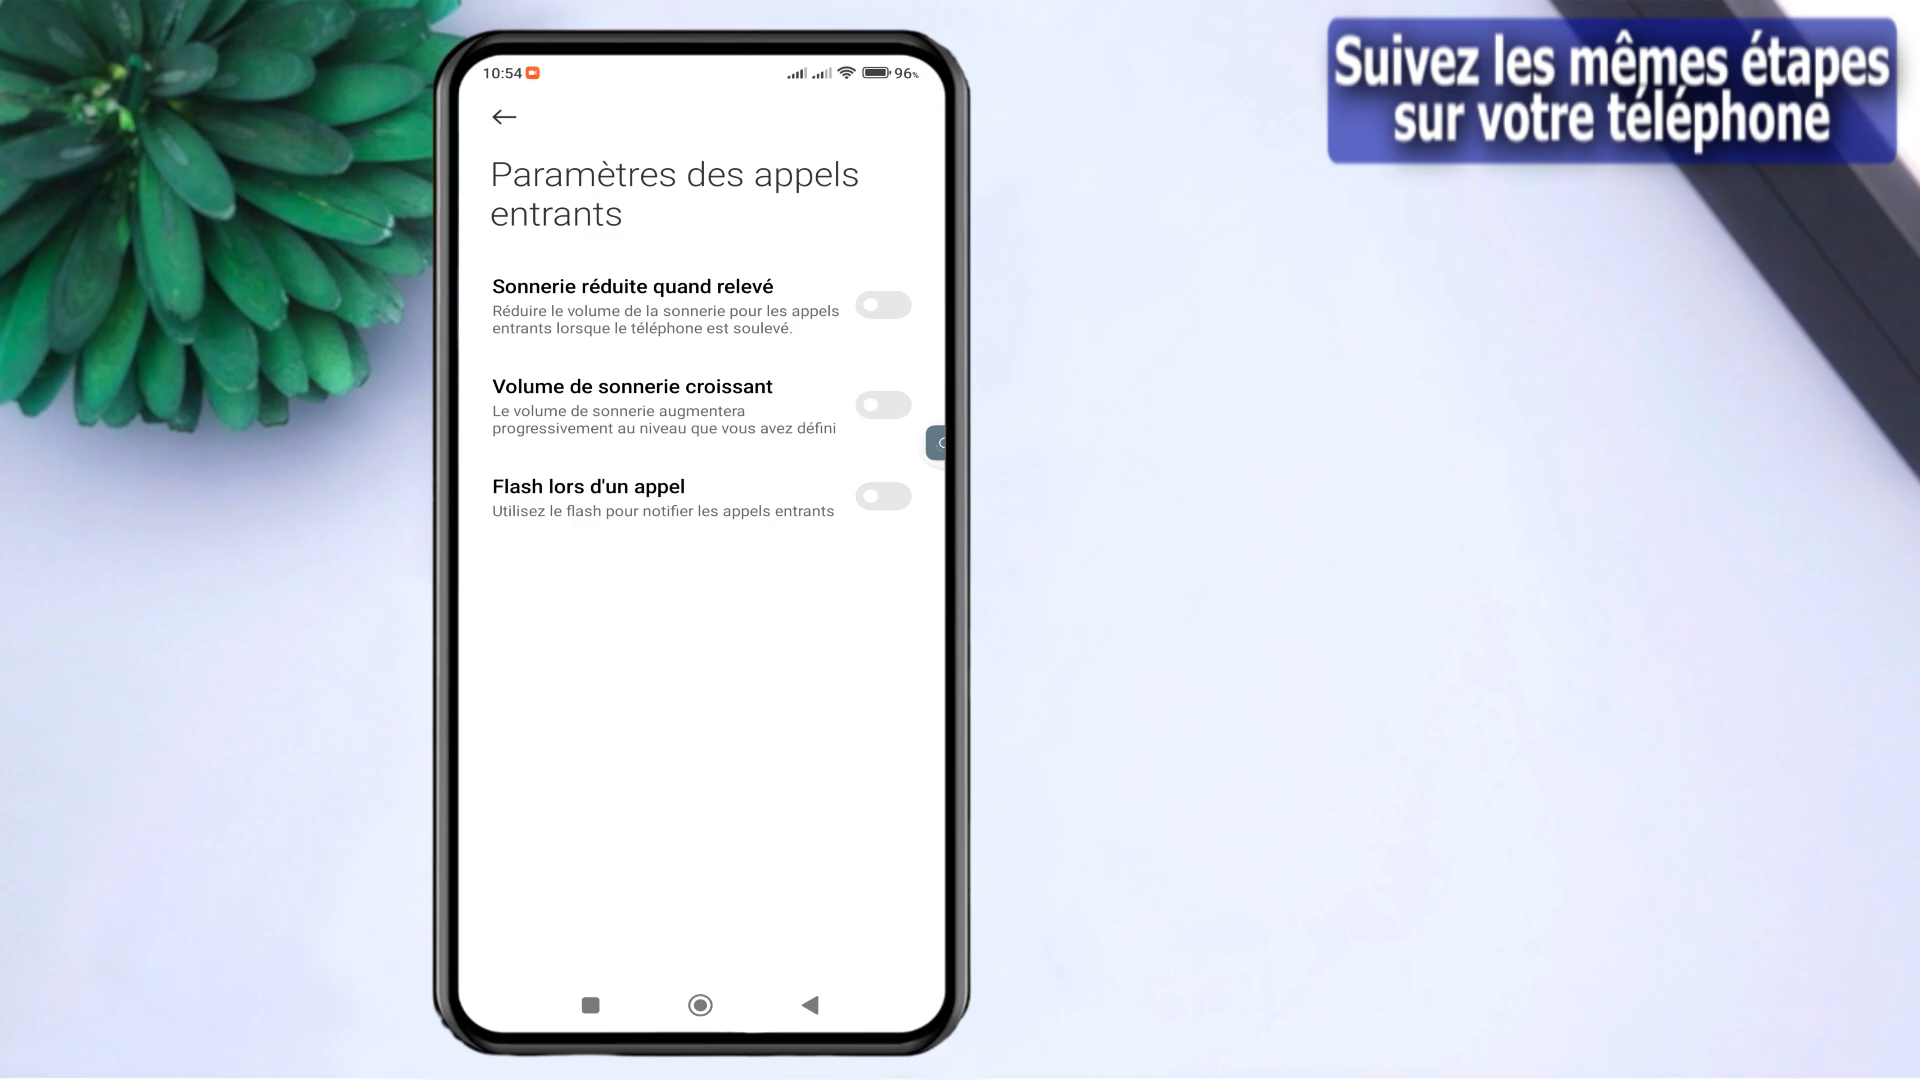 Suivez les mêmes étapes
sur votre téléphone
10:54
96%
Paramètres des appels
entrants
Sonnerie réduite quand relevé
Réduire le volume de la sonnerie pour les appels
entrants lorsque le téléphone est soulevé.
Volume de sonnerie croissant
Le volume de sonnerie augmentera
progressivement au niveau que vous avez défini
Flash lors d'un appel
Utilisez le flash pour notifier les appels entrants